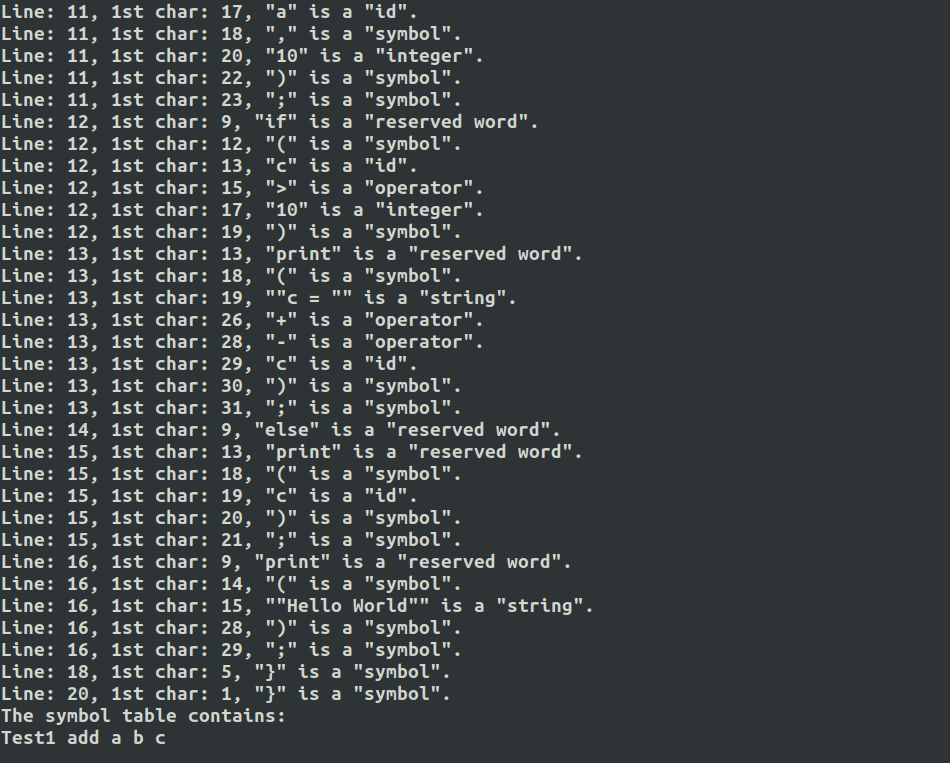 Line: 11, 1st char: 17, "a" is a "id".
Line: 11, 1st char: 18, "," is a "symbol".
Line: 11, 1st char: 20, "10" is a "integer".
Line: 11, 1st char: 22, ")" is a "symbol".
Line: 11, 1st char: 23, ";" is a "symbol".
Line: 12, 1st char: 9, "if" is a "reserved word".
Line: 12, 1st char: 12, "(" is a "symbol".
Line: 12, 1st char: 13, "c" is a "id".
Line: 12, 1st char: 15, ">" is a "operator".
Line: 12, 1st char: 17, "10" is a "integer".
Line: 12, 1st char: 19, ")" is a "symbol".
Line: 13, 1st char: 13, "print" is a "reserved word".
Line: 13, 1st char: 18, "(" is a "symbol".
Line: 13, 1st char: 19, ""c = "" is a "string".
Line: 13, 1st char: 26, "+" is a "operator".
Line: 13, 1st char: 28, "-" is a "operator".
Line: 13, 1st char: 29, "c" is a "id".
Line: 13, 1st char: 30, ")" is a "symbol".
Line: 13, 1st char: 31, ";" is a "symbol".
Line: 14, 1st char: 9, "else" is a "reserved word".
Line: 15, 1st char: 13, "print" is a "reserved word".
Line: 15, 1st char: 18, "(" is a "symbol".
Line: 15, 1st char: 19, "c" is a "id".
Line: 15, 1st char: 20, ")" is a "symbol".
Line: 15, 1st char: 21, ";" is a "symbol".
Line: 16, 1st char: 9, "print" is a "reserved word".
Line: 16, 1st char: 14, "(" is a "symbol".
Line: 16, 1st char: 15, ""Hello World"" is a "string".
Line: 16, 1st char: 28, ")" is a "symbol".
Line: 16, 1st char: 29, ";" is a "symbol".
Line: 18, 1st char: 5, "}" is a "symbol".
Line: 20, 1st char: 1, "}" is a "symbol".
The symbol table contains:
Test1 add a b c